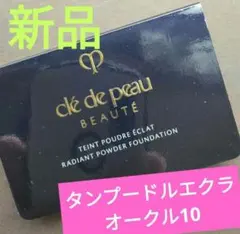 新品
clé de peau
BEAUTÉ
TEINT POUDRE ÉCLAT
RADIANT POWDER FOUNDATION
タンプードルエクラ
オークル10